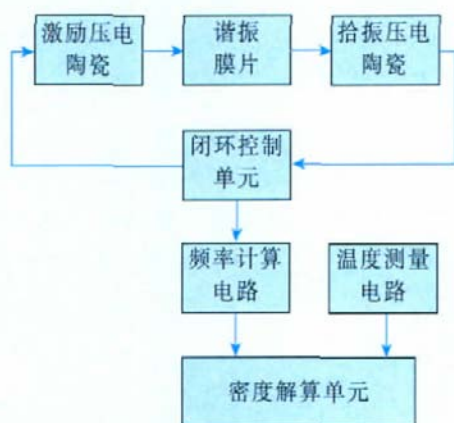 激励压电
陶瓷
谐振
膜片
拾振压电
陶瓷
闭环控制
单元
频率计算
电路
温度测量
电路
密度解算单元